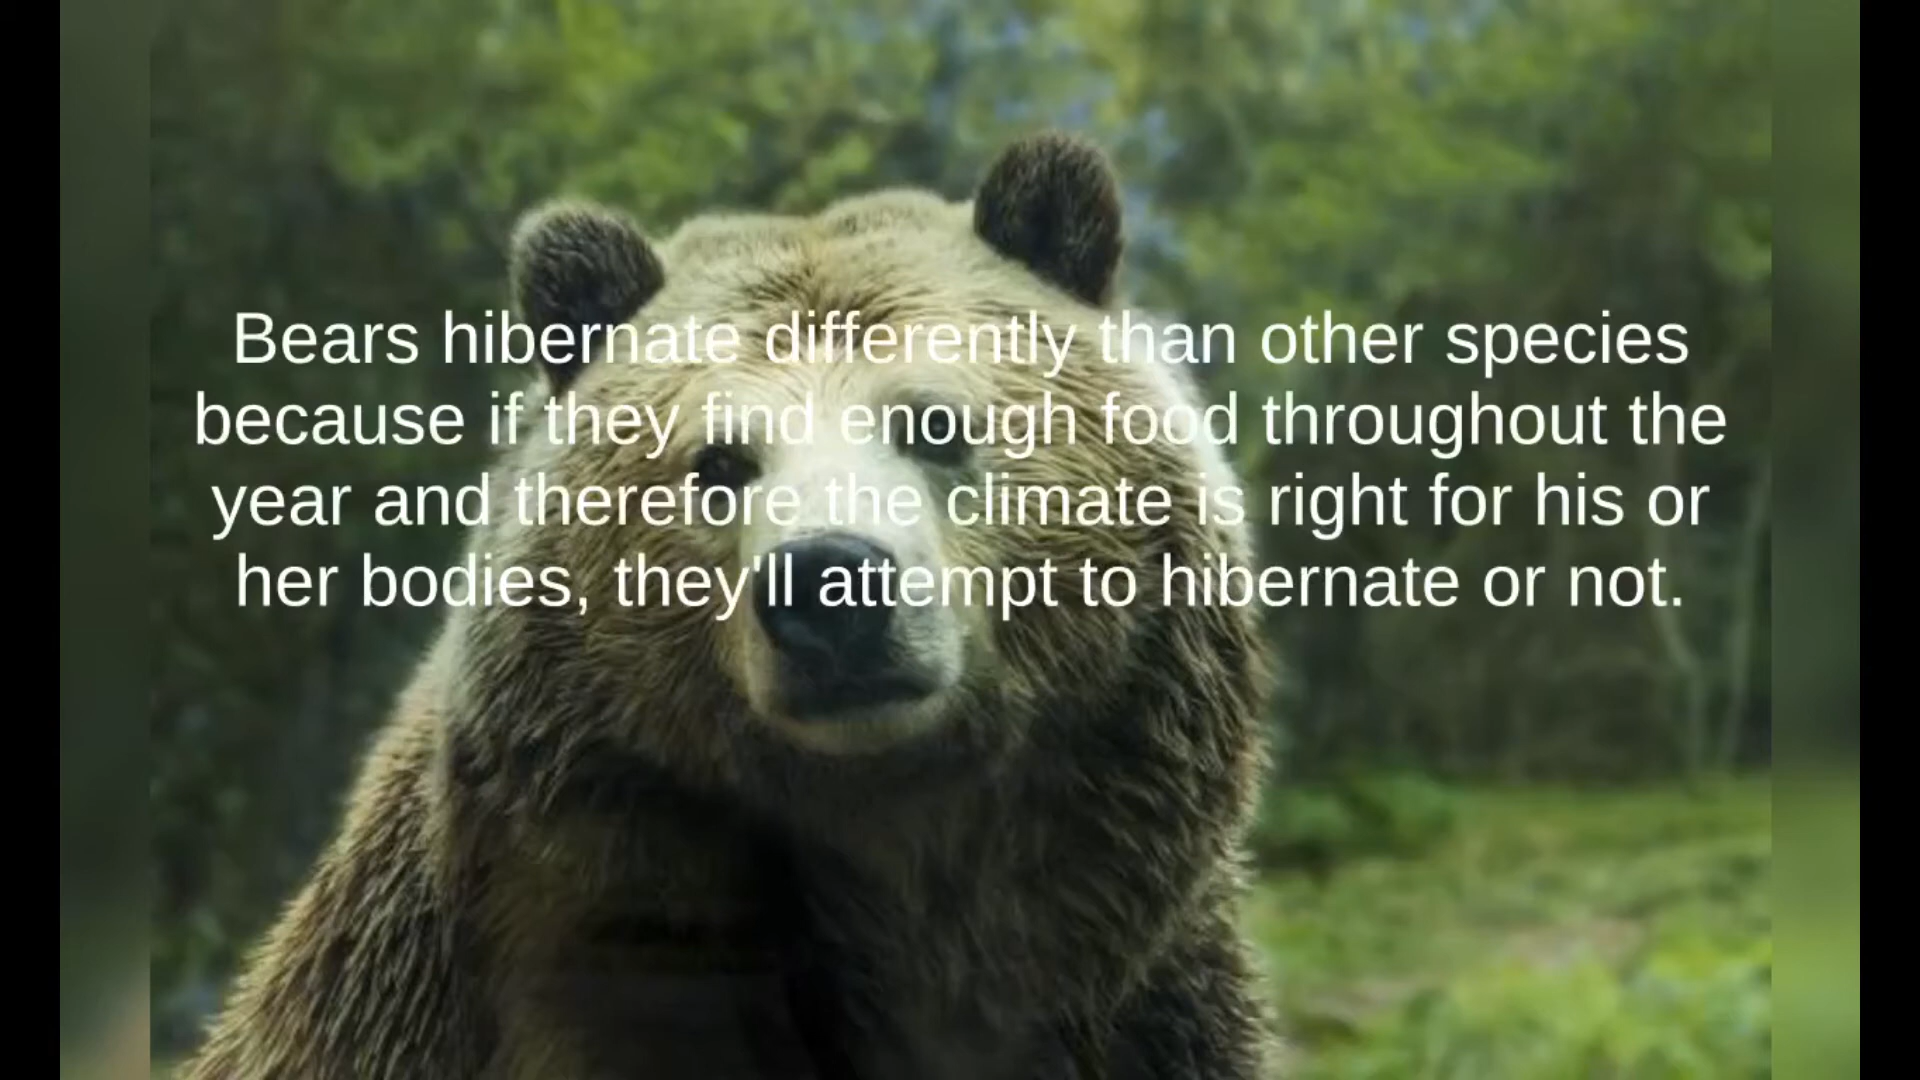 Bears hibernate differently than other species
because if they find enough food throughout the
year and therefore the climate is right for his or
her bodies, they'll attempt to hibernate or not.